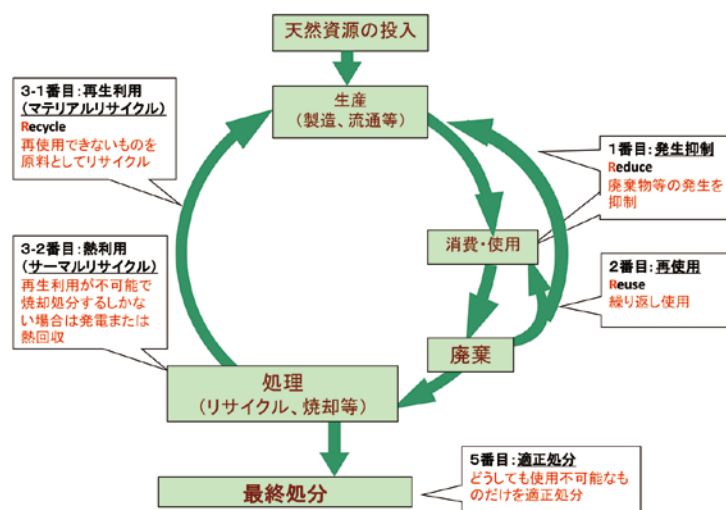 天然資源の投入
3-1番目:再生利用
(マテリアルリサイクル)
Recycle
再使用できないものを
原料としてリサイクル
生産
(製造、流通等)
1番目:発生抑制
Reduce
廃棄物等の発生を
抑制
消費・使用
3-2番目:熱利用
(サーマルリサイクル)
再生利用が不可能で
焼却処分するしかな
い場合は発電または
熱回収
2番目:再使用
Reuse
繰り返し使用
廃棄
処理
(リサイクル、焼却等)
5番目:適正処分
どうしても使用不可能なも
のだけを適正処分
最終処分